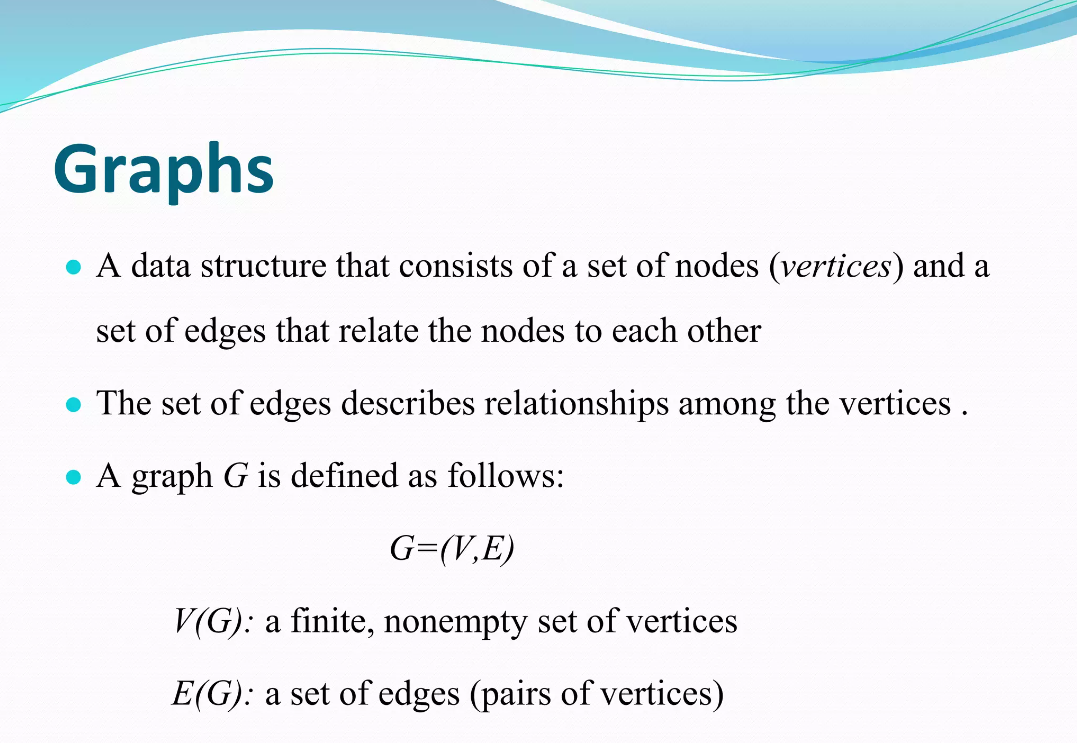 Graphs
● A data structure that consists of a set of nodes (vertices) and a
set of edges that relate the nodes to each other
● The set of edges describes relationships among the vertices .
● A graph G is defined as follows:
G=(V,E)
V(G): a finite, nonempty set of vertices
E(G): a set of edges (pairs of vertices)